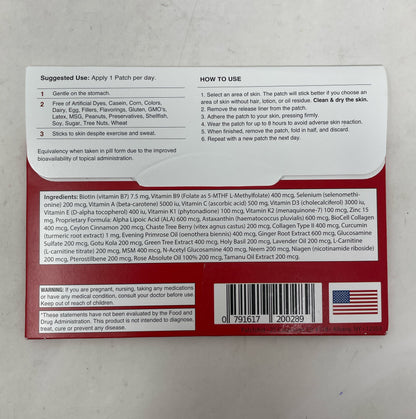 Suggested Use: Apply 1 Patch per day.
1 Gentle on the stomach.
2 Free of Artificial Dyes, Casein, Corn, Colors,
Dairy, Egg, Fillers, Flavorings, Gluten, GMO's,
Latex, MSG, Peanuts, Preservatives, Shellfish,
Soy, Sugar, Tree Nuts, Wheat
3 Sticks to skin despite exercise and sweat.
Equivalency when taken in pill form due to the improved
bioavailability of topical administration.
HOW TO USE
1. Select an area of skin. The patch will stick better if you choose an
area of skin without hair, lotion, or oil residue. Clean & dry the skin.
2. Remove the release liner from the patch.
3. Adhere the patch to your skin, pressing firmly.
4. Wear the patch for up to 8 hours to avoid adverse skin reaction.
5. When finished, remove the patch, fold in half, and discard.
6. Repeat with a new patch the next day.
Ingredients: Biotin (vitamin B7) 7.5 mg, Vitamin B9 (Folate as 5-MTHF L-Methylfolate) 400 mcg, Selenium (selenomethi-
onine) 200 mcg, Vitamin A (beta-carotene) 5000 iu, Vitamin C (ascorbic acid) 500 mg, Vitamin D3 (cholecalciferol) 3000 iu,
Vitamin E (D-alpha tocopherol) 400 iu, Vitamin K1 (phytonadione) 100 mcg, Vitamin K2 (menaquinone-7) 100 mcg, Zinc 15
mg, Proprietary Formula: Alpha Lipoic Acid (ALA) 600 mcg, Astaxanthin (haematococcus pluvialis) 600 mcg, BioCell Collagen
400 mcg, Ceylon Cinnamon 200 mcg, Chaste Tree Berry (vitex agnus castus) 200 mcg, Collagen Type II 400 mcg, Curcumin
(turmeric root extract) 1 mg, Evening Primrose Oil (oenothera biennis) 400 mcg, Ginger Root Extract 600 mcg, Glucosamine
Sulfate 200 mcg, Gotu Kola 200 mcg, Green Tree Extract 400 mcg, Holy Basil 200 mcg, Lavender Oil 200 mcg, L-Carnitine
(L-carnitine titrate) 200 mcg, MSM 400 mcg, N-Acetyl Glucosamine 400 mcg, Neem 200 mcg, Niagen (nicotinamide riboside)
200 mcg, Pterostilbene 200 mcg, Rose Absolute Oil 100% 200 mcg, Tamanu Oil Extract 200 mcg.
WARNING: If you are pregnant, nursing, taking any medications or
have any medical condition, consult your doctor before use.
Keep out of reach of children.
*These statements have not been evaluated by the Food and
Drug Administration. This product is not intended to diagnose,
treat, cure or prevent any disease.
0 791617 200289